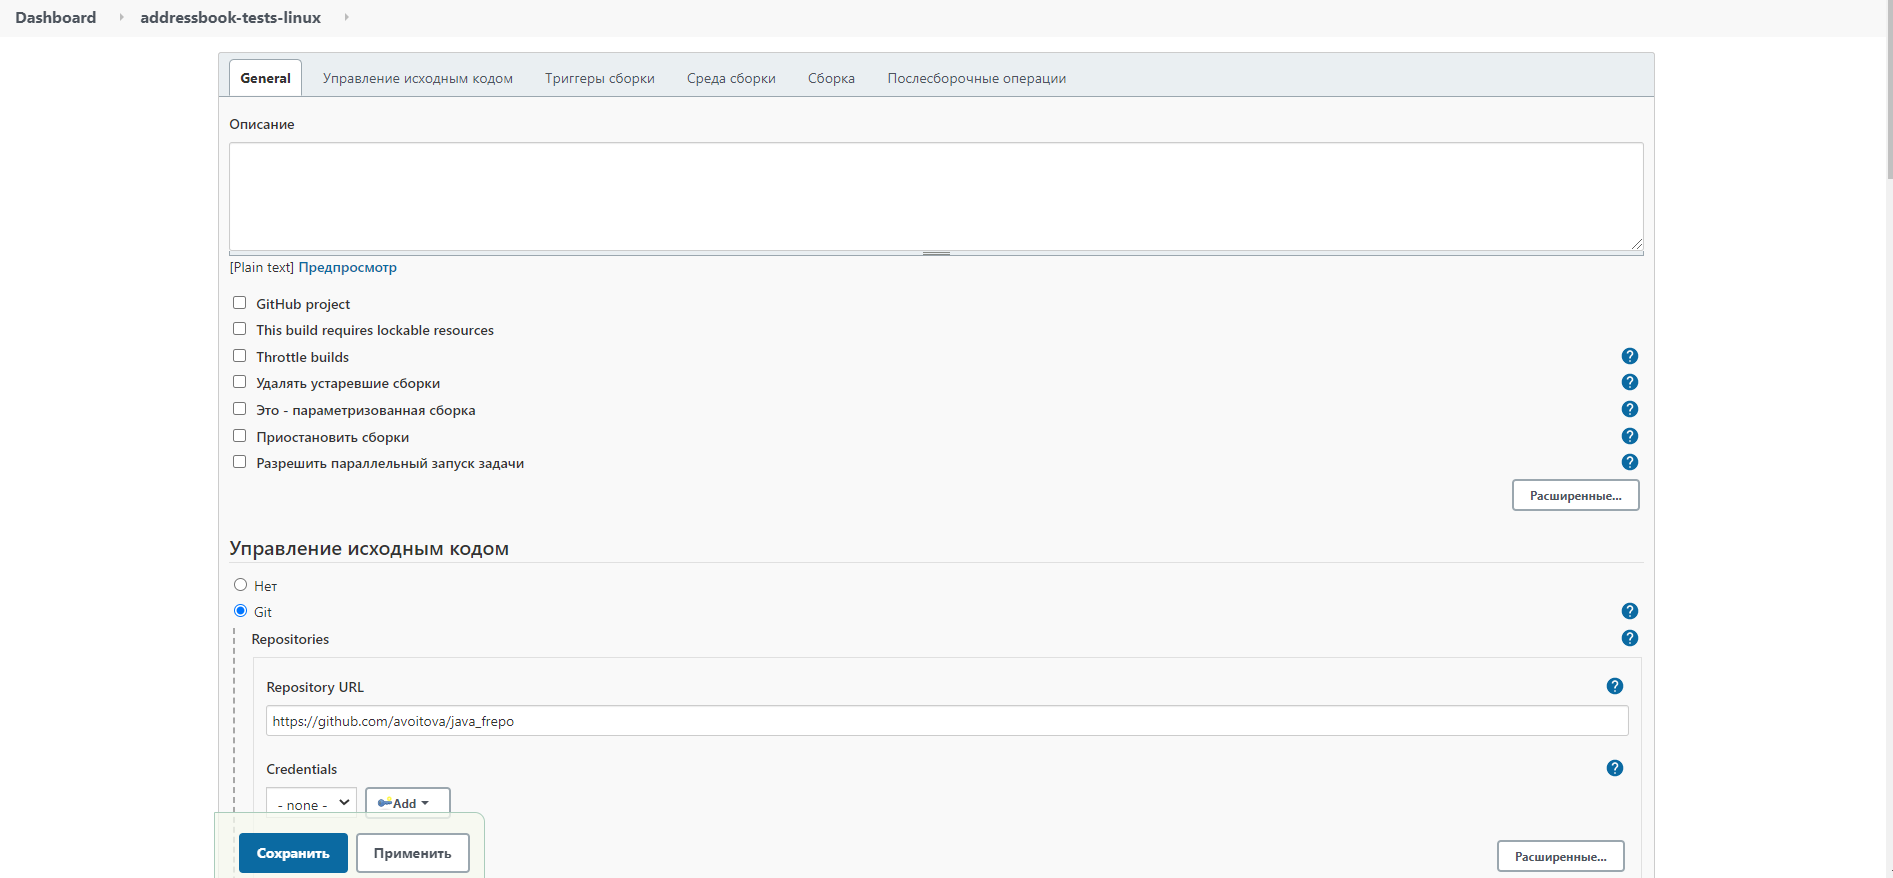 Dashboard addressbook-tests-linux
General Управление исходным кодом Триггеры сборки Среда сборки Сборка Послесборочные операции
Описание
[Plain text] Предпросмотр
GitHub project
This build requires lockable resources
Throttle builds
Удалять устаревшие сборки
Это - параметризованная сборка
Приостановить сборки
Разрешить параллельный запуск задачи
Расширенные...
Управление исходным кодом
Нет
Git
Repositories
Repository URL
https://github.com/avoitova/java_frepo
Credentials
- none - Add
Сохранить Применить
Расширенные...